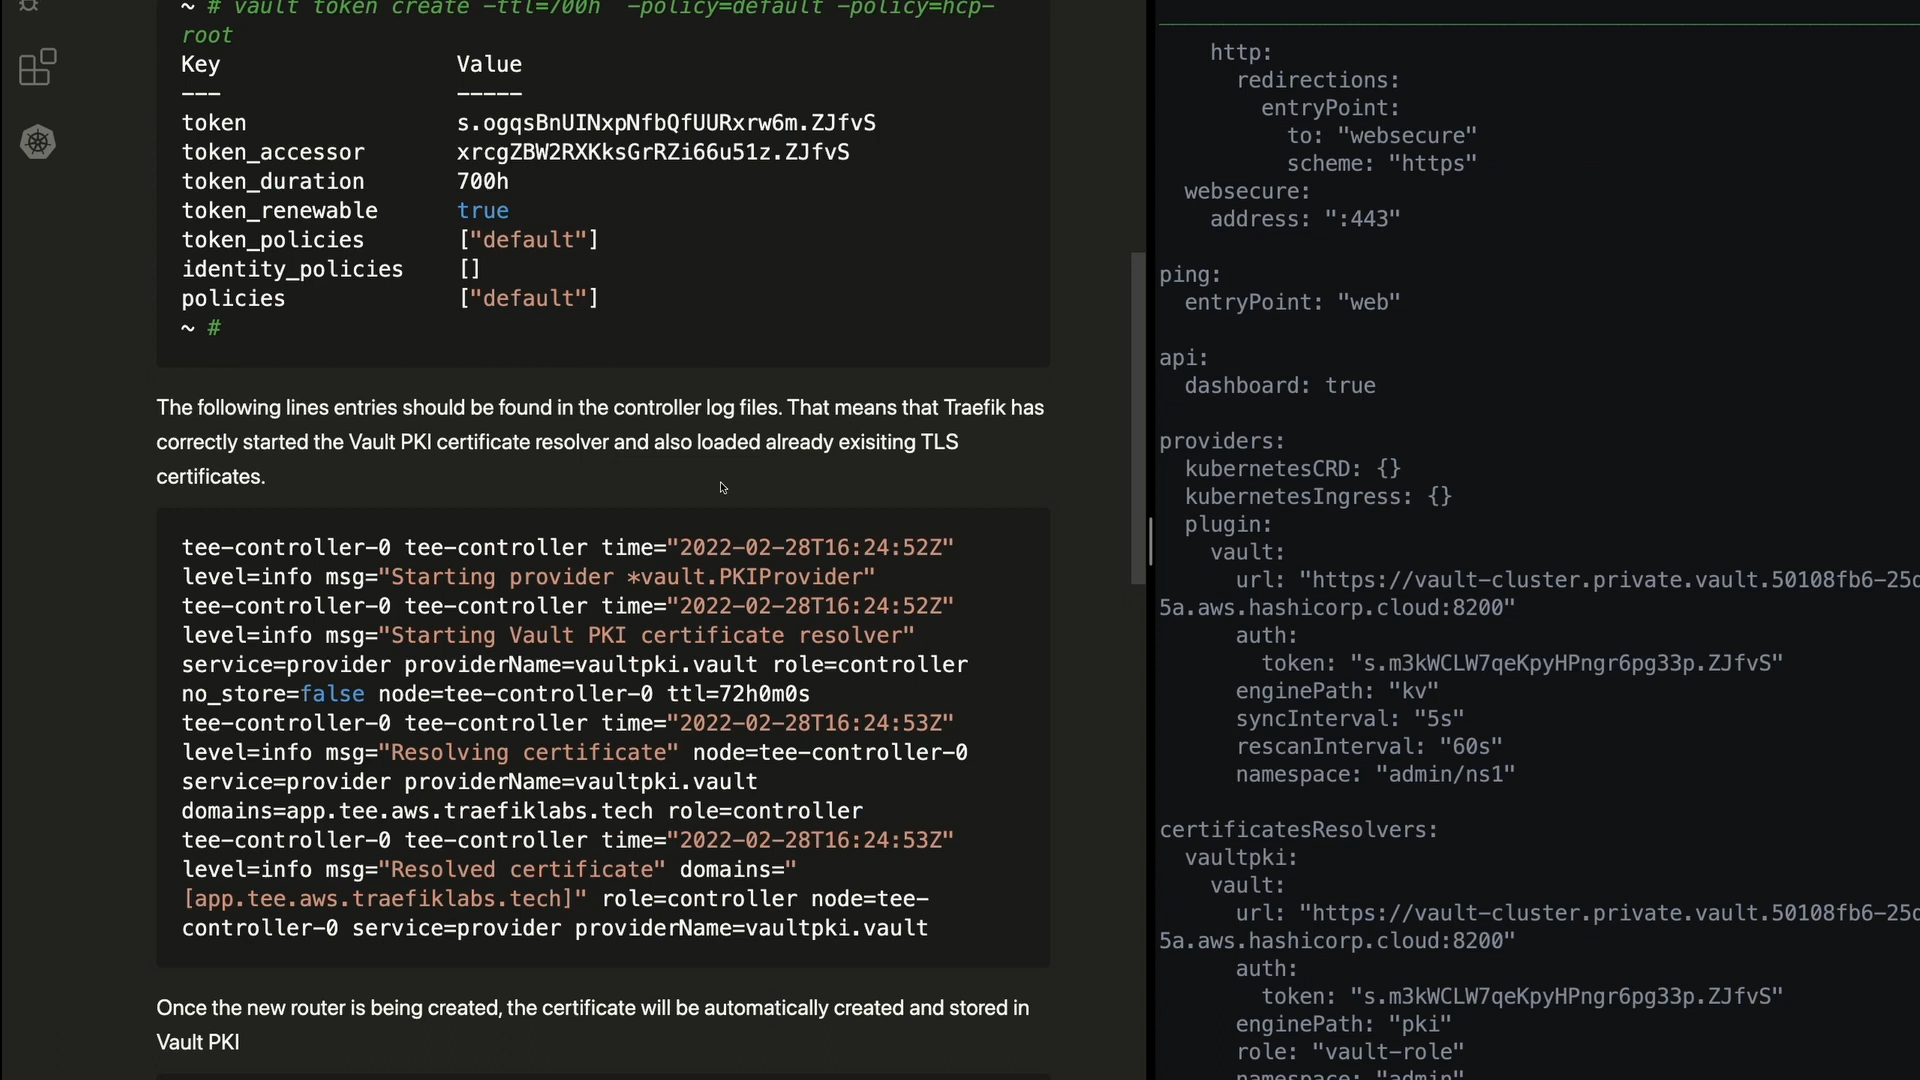 ~ # vault token create -ttl=700h  -policy=default -policy=hcp-
root
Key                  Value
---                  -----
token                s.ogqsBnUINxpNfbQfUURxrw6m.ZJfvS
token_accessor       xrcgZBW2RXKksGrRZi66u51z.ZJfvS
token_duration       700h
token_renewable      true
token_policies       ["default"]
identity_policies    []
policies             ["default"]
~ #
The following lines entries should be found in the controller log files. That means that Traefik has
correctly started the Vault PKI certificate resolver and also loaded already exisiting TLS
certificates.
tee-controller-0 tee-controller time="2022-02-28T16:24:52Z"
level=info msg="Starting provider *vault.PKIProvider"
tee-controller-0 tee-controller time="2022-02-28T16:24:52Z"
level=info msg="Starting Vault PKI certificate resolver"
service=provider providerName=vaultpki.vault role=controller
no_store=false node=tee-controller-0 ttl=72h0m0s
tee-controller-0 tee-controller time="2022-02-28T16:24:53Z"
level=info msg="Resolving certificate" node=tee-controller-0
service=provider providerName=vaultpki.vault
domains=app.tee.aws.traefiklabs.tech role=controller
tee-controller-0 tee-controller time="2022-02-28T16:24:53Z"
level=info msg="Resolved certificate" domains="
[app.tee.aws.traefiklabs.tech]" role=controller node=tee-
controller-0 service=provider providerName=vaultpki.vault
Once the new router is being created, the certificate will be automatically created and stored in
Vault PKI
http:
redirections:
entryPoint:
to: "websecure"
scheme: "https"
websecure:
address: ":443"
ping:
entryPoint: "web"
api:
dashboard: true
providers:
kubernetesCRD: {}
kubernetesIngress: {}
plugin:
vault:
url: "https://vault-cluster.private.vault.50108fb6-25
5a.aws.hashicorp.cloud:8200"
auth:
token: "s.m3kWCLW7qeKpyHPngr6pg33p.ZJfvS"
enginePath: "kv"
syncInterval: "5s"
rescanInterval: "60s"
namespace: "admin/ns1"
certificatesResolvers:
vaultpki:
vault:
url: "https://vault-cluster.private.vault.50108fb6-25
5a.aws.hashicorp.cloud:8200"
auth:
token: "s.m3kWCLW7qeKpyHPngr6pg33p.ZJfvS"
enginePath: "pki"
role: "vault-role"
namespace: "admin"